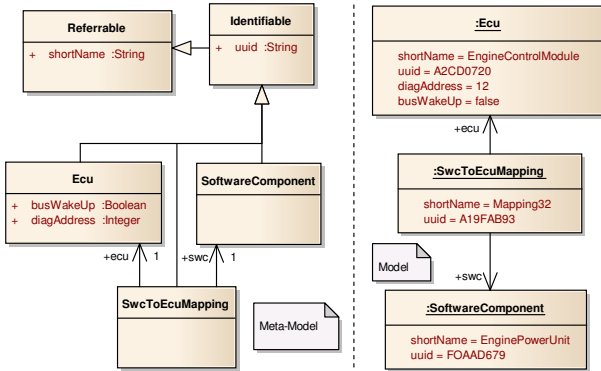 Referrable
+ shortName :String
Identifiable
+ uuid :String
Ecu
+ busWakeUp :Boolean
+ diagAddress :Integer
SoftwareComponent
+ecu 1
+swc 1
SwcToEcuMapping
Meta-Model
:Ecu
shortName = EngineControlModule
uuid = A2CD0720
diagAddress = 12
busWakeUp = false
+ecu
:SwcToEcuMapping
shortName = Mapping32
uuid = A19FAB93
Model
+swc
:SoftwareComponent
shortName = EnginePowerUnit
uuid = FOAAD679